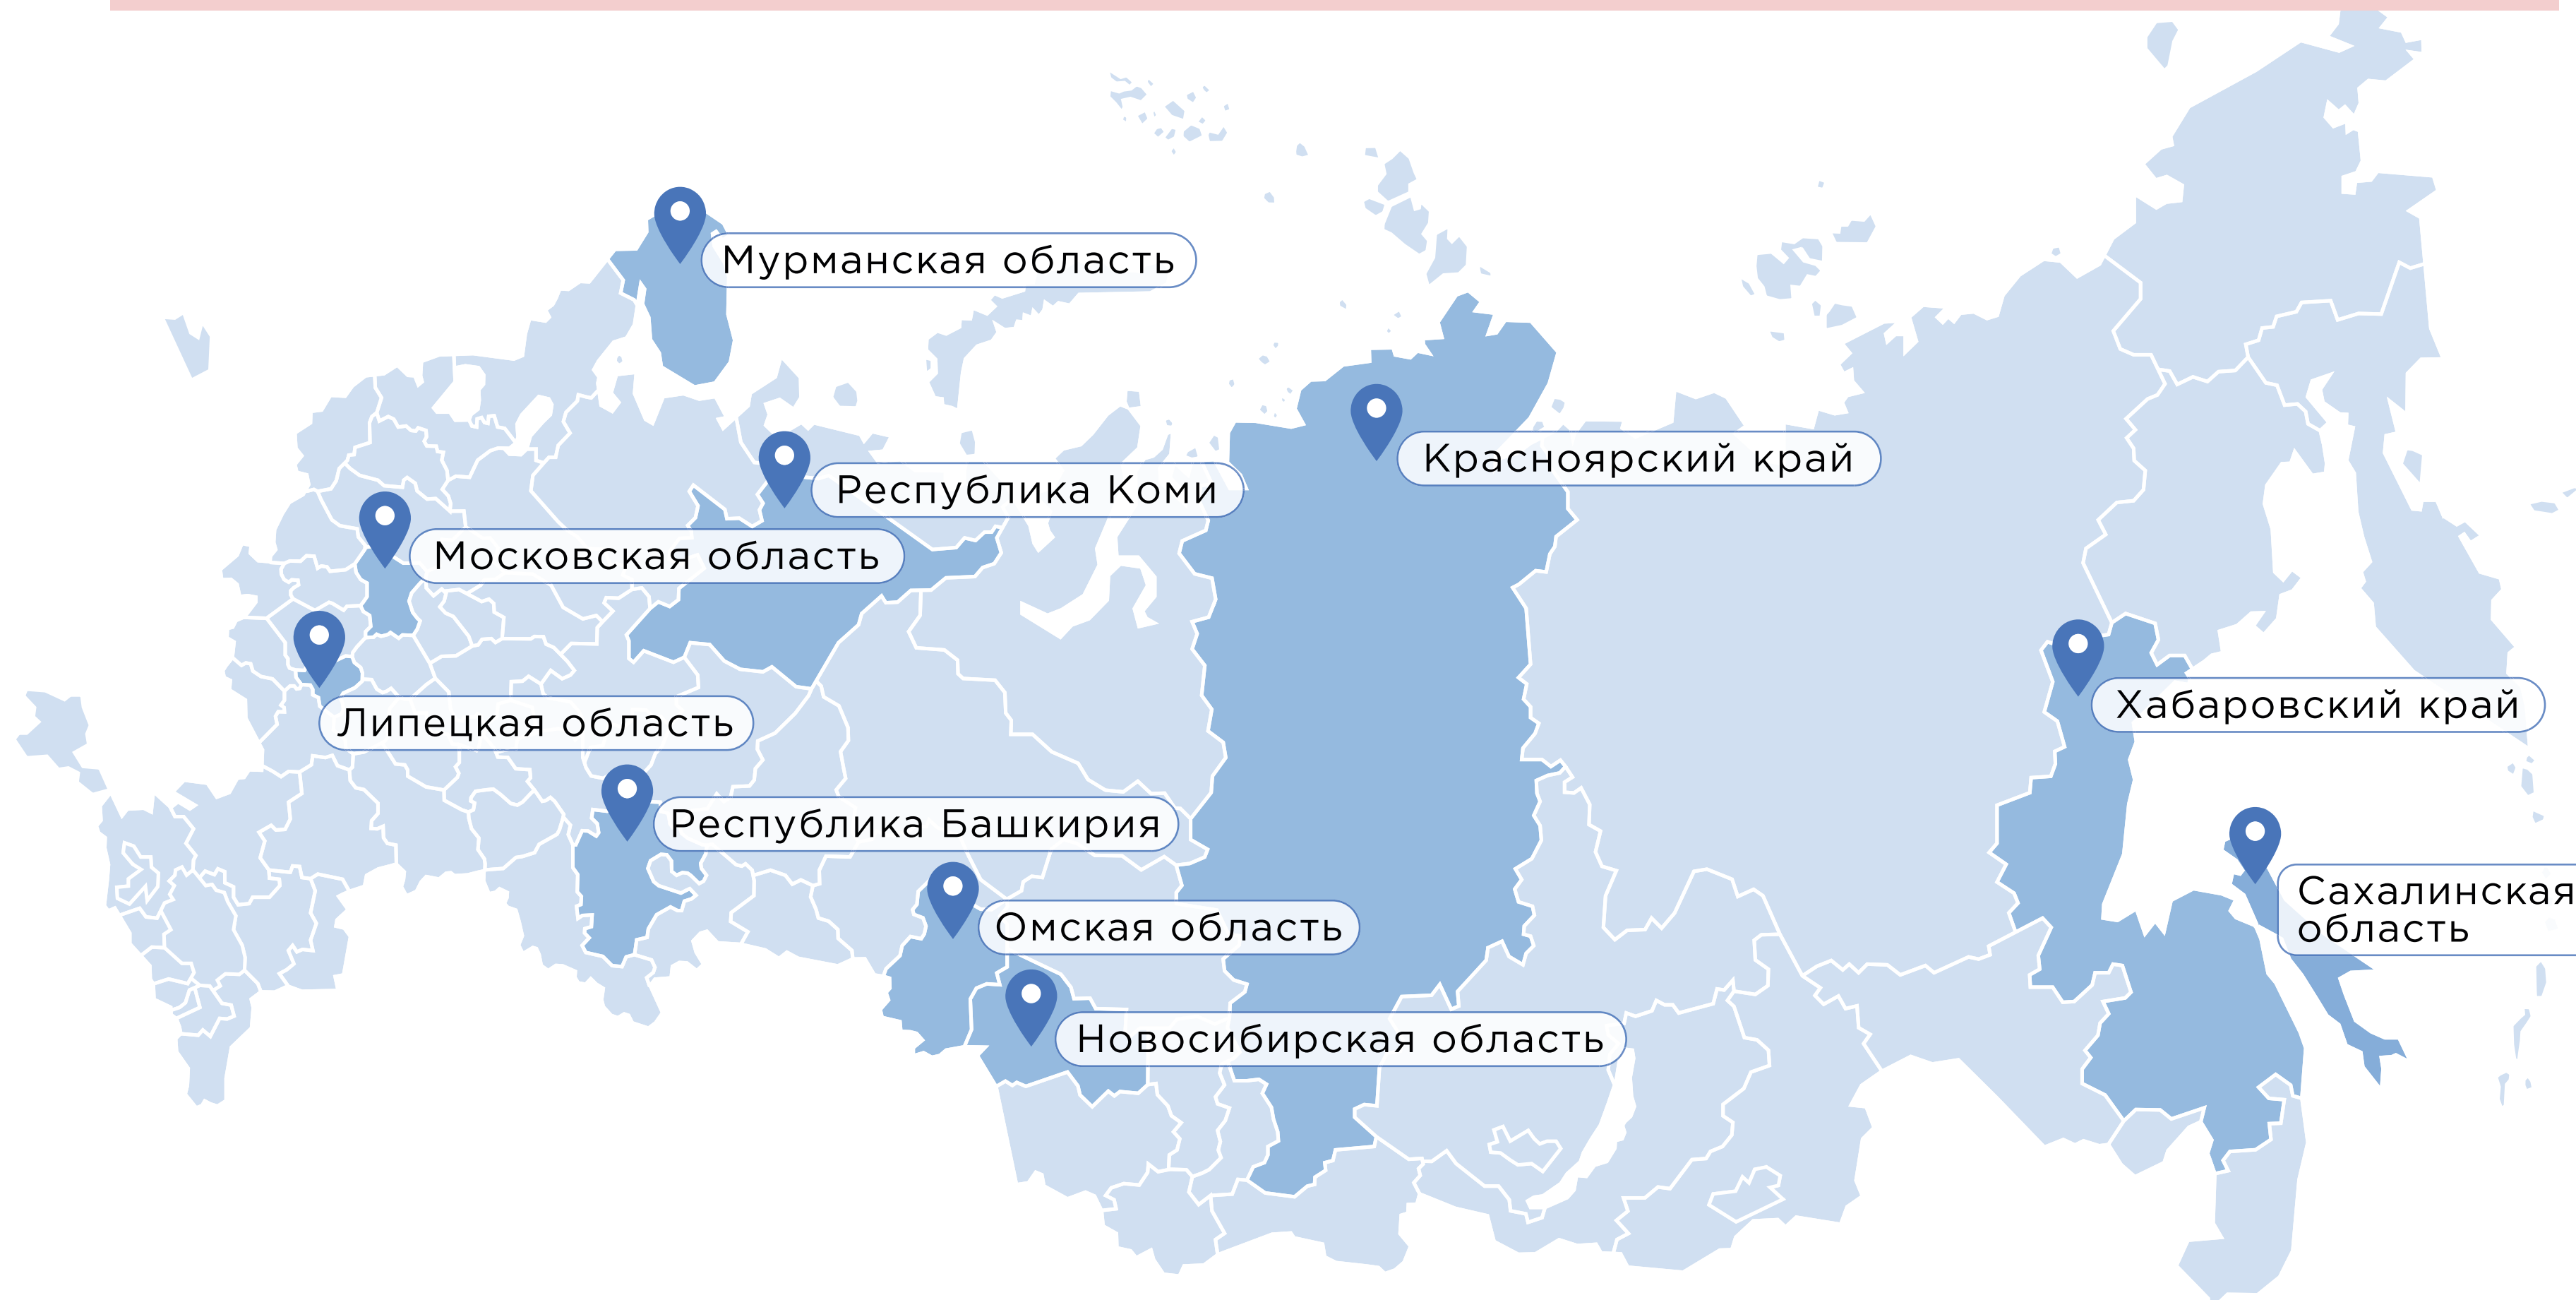 Мурманская область
Красноярский край
Республика Коми
Московская область
Хабаровский край
Липецкая область
Республика Башкирия
Сахалинская
область
Омская область
Новосибирская область